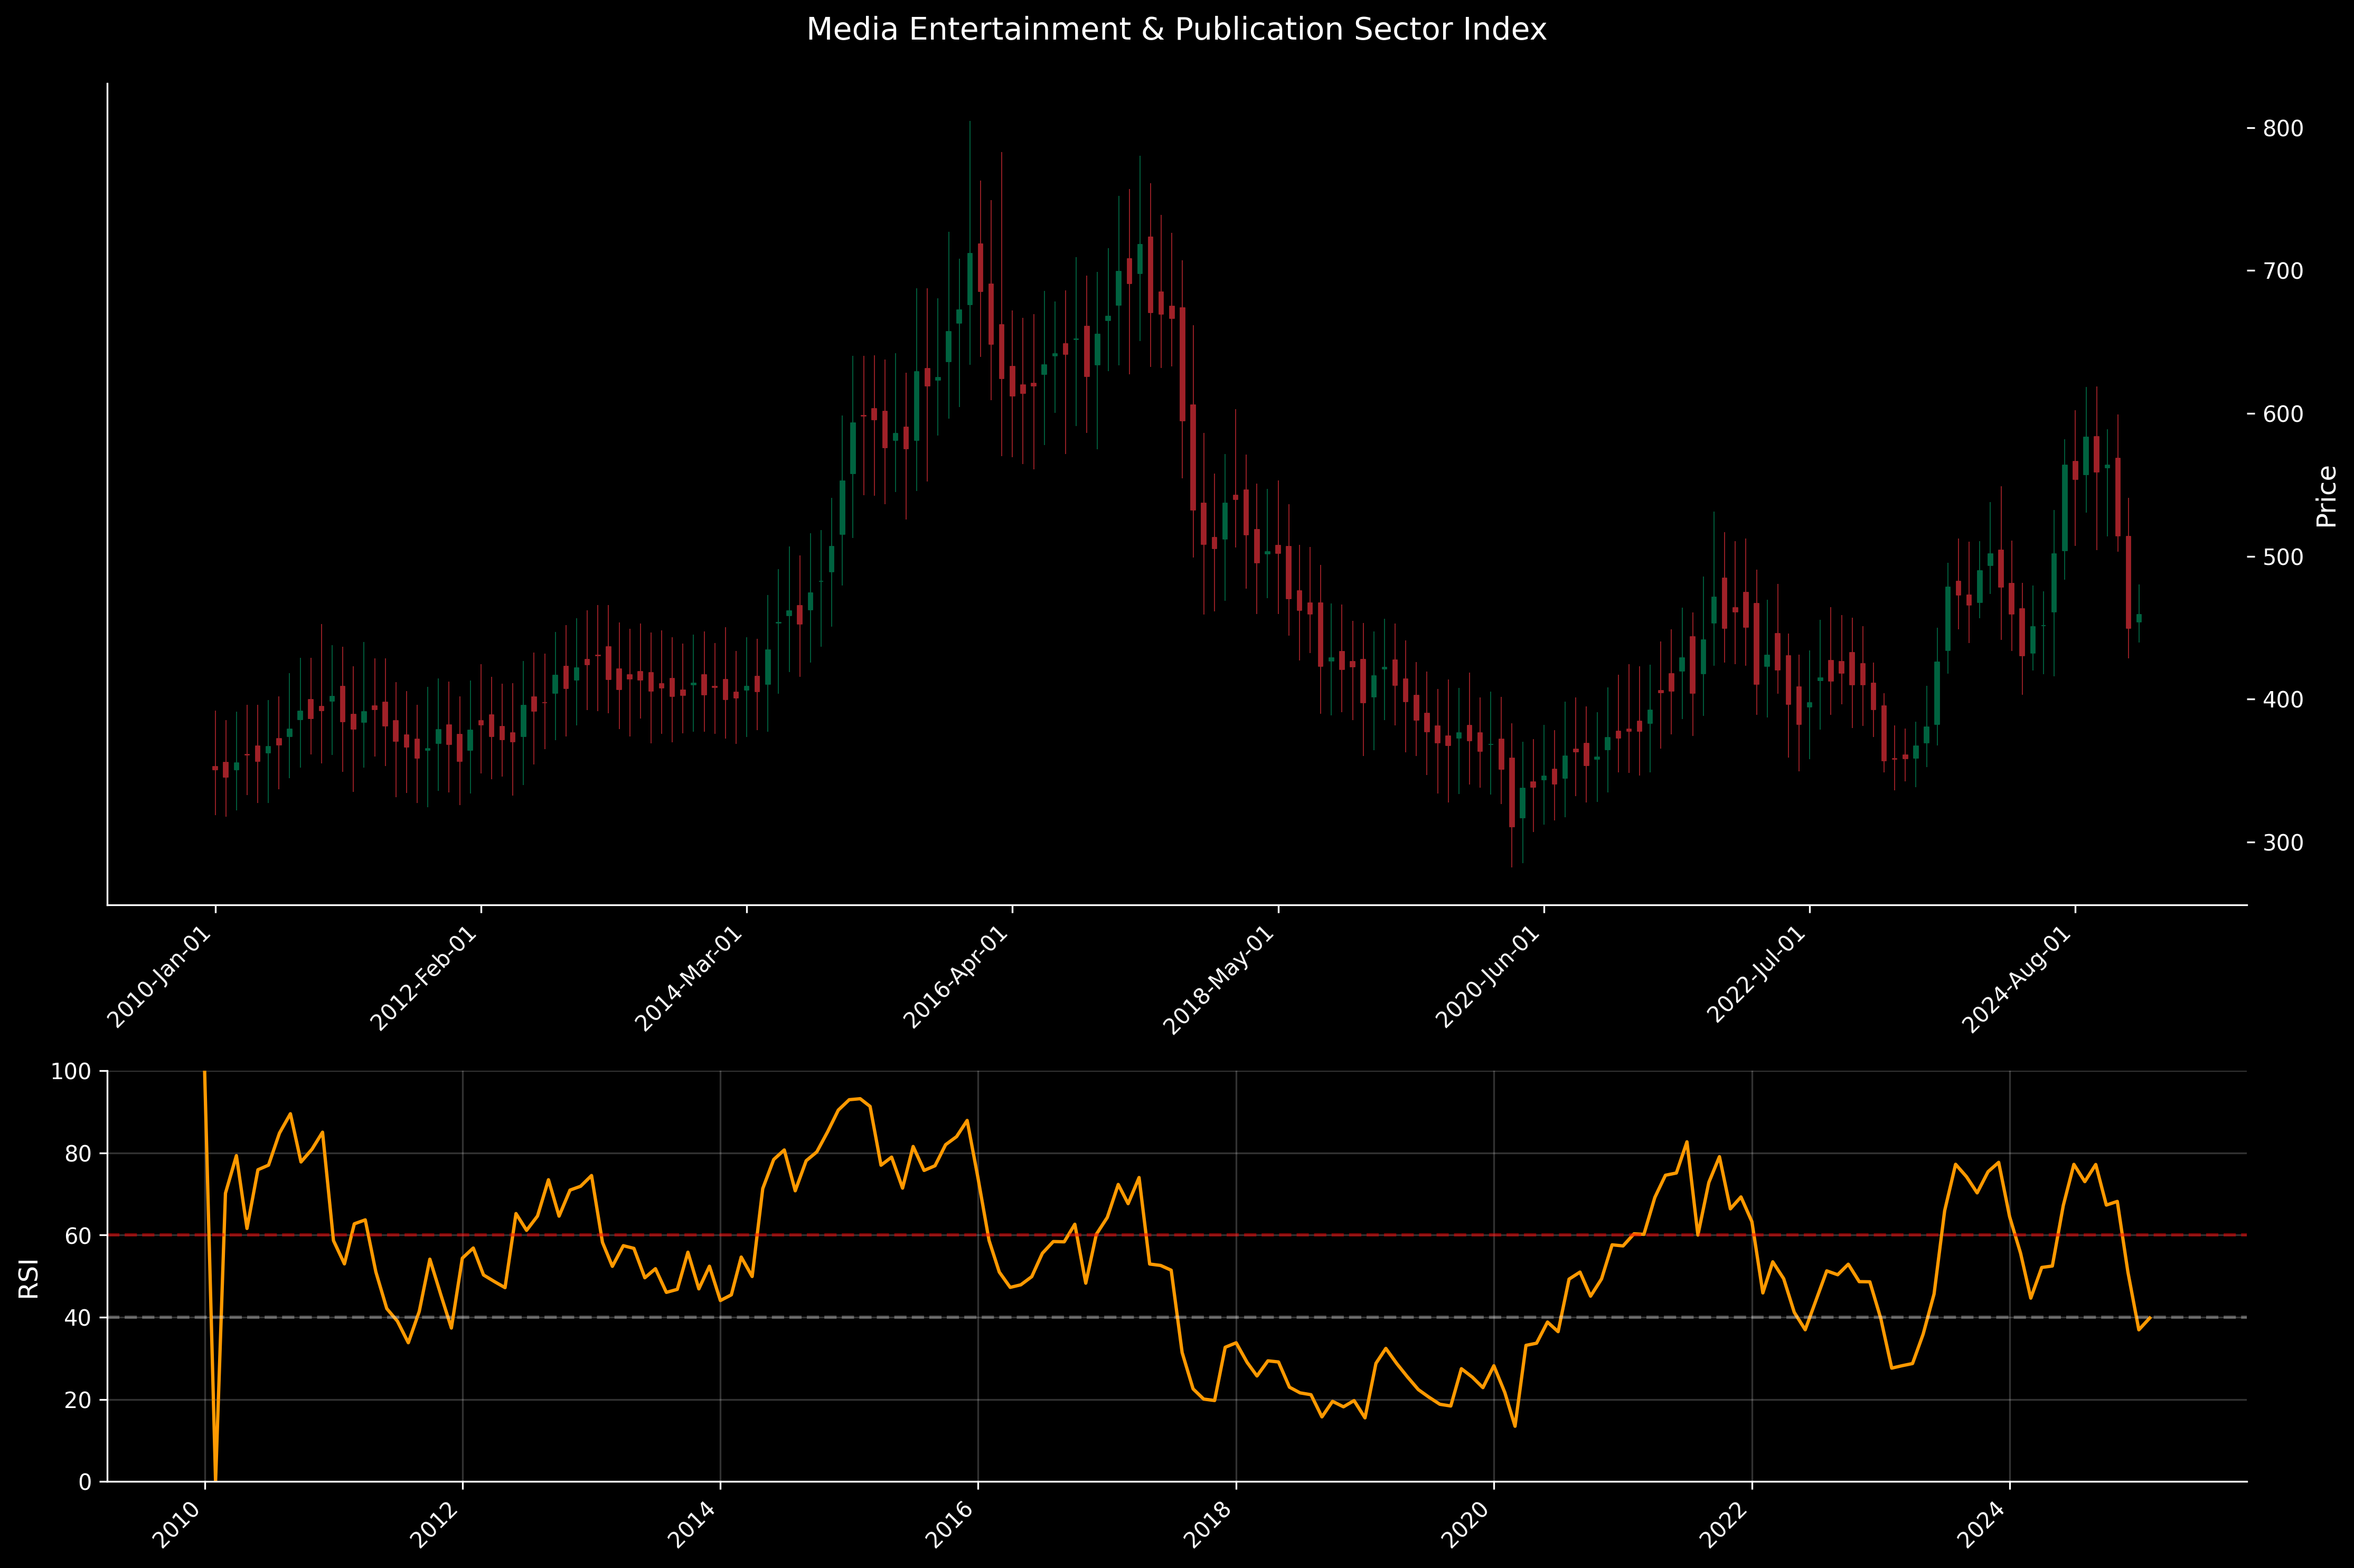 Media Entertainment & Publication Sector Index
800
700
600
500
400
300
Price
2010-Jan-01
2012-Feb-01
2014-Mar-01
2016-Apr-01
2018-May-01
2020-Jun-01
2022-Jul-01
2024-Aug-01
100
80
60
40
20
0
RSI
2010
2012
2014
2016
2018
2020
2022
2024